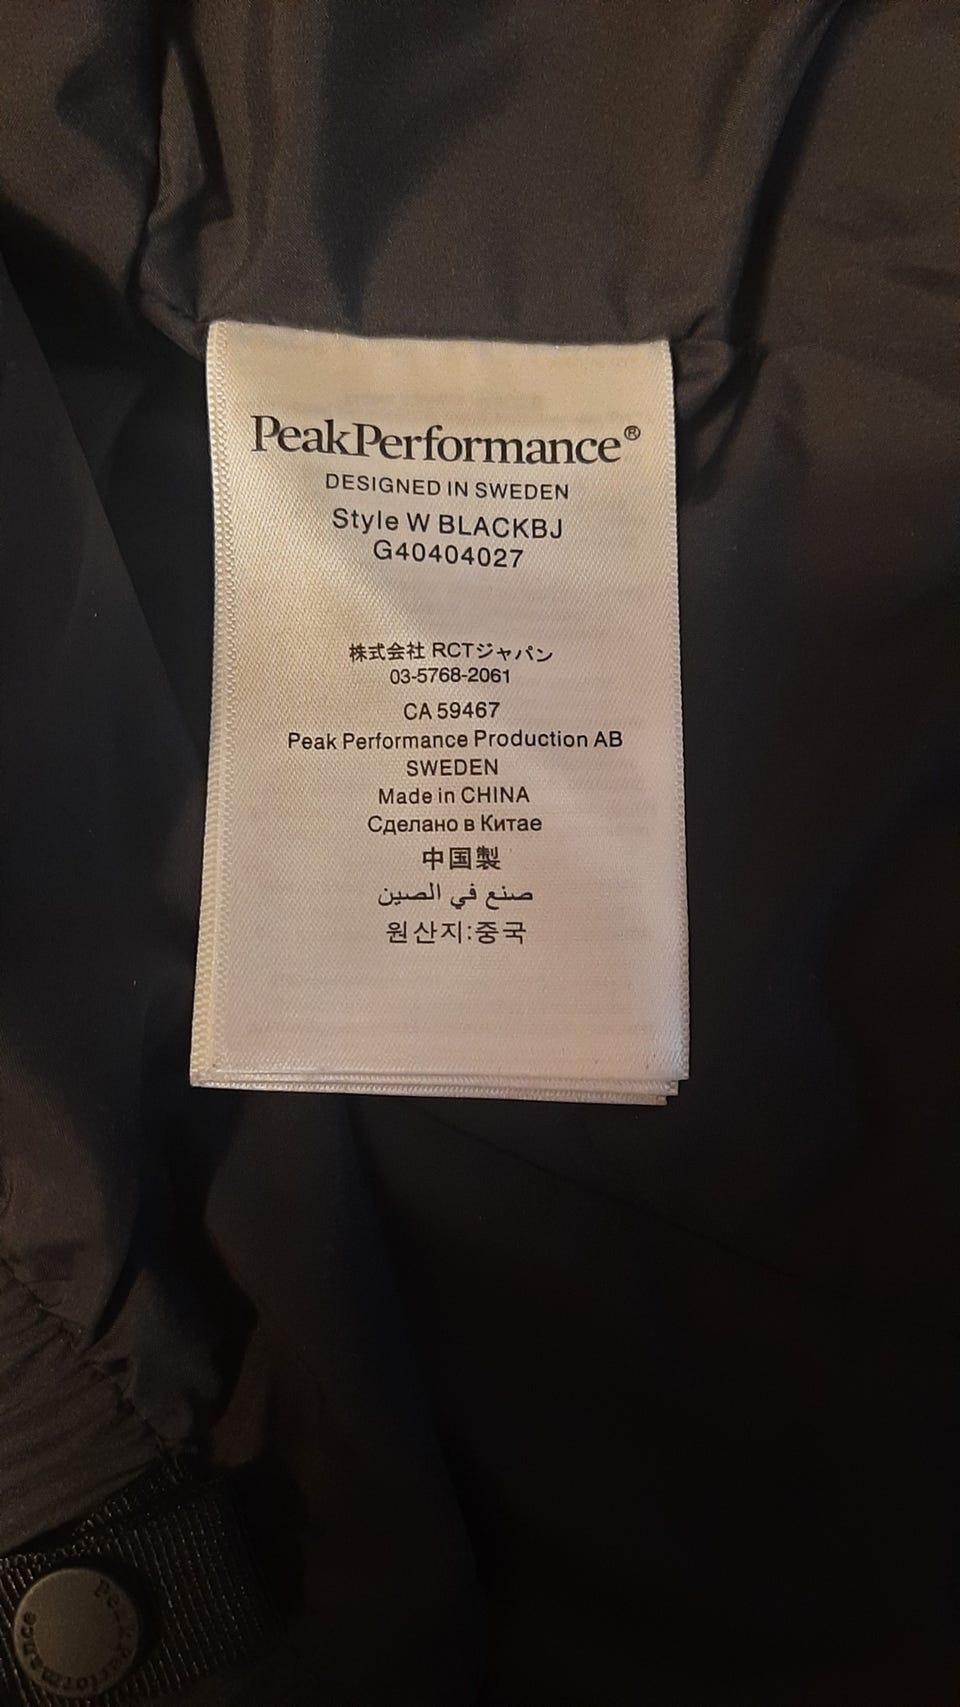 PeakPerformance®
DESIGNED IN SWEDEN
Style W BLACKBJ
G40404027
株式会社 RCTジャパン
03-5768-2061
CA 59467
Peak Performance Production AB
SWEDEN
Made in CHINA
Сделано в Китае
中国製
صنع في الصين
원산지:중국
Peak Performance